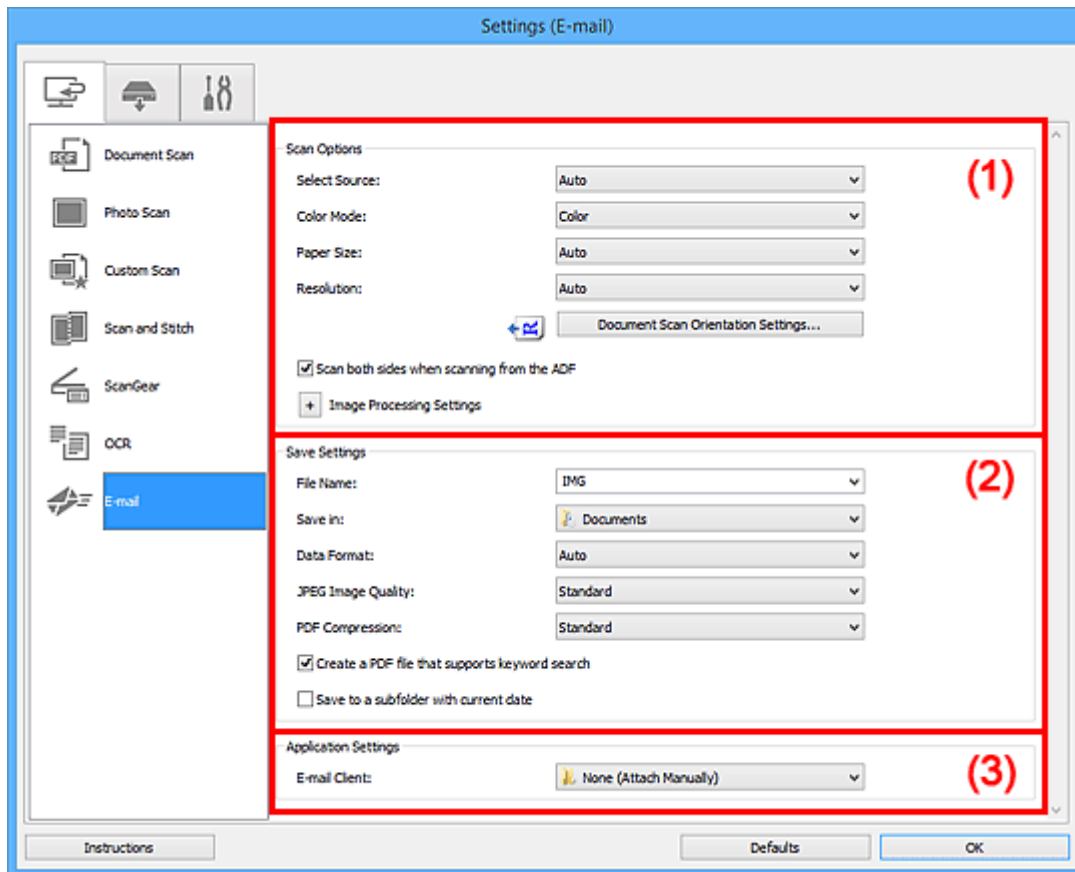 Settings (E-mail)
Document Scan
Photo Scan
Custom Scan
Scan and Stitch
ScanGear
OCR
E-mail
Scan Options
(1)
Select Source: Auto
Color Mode: Color
Paper Size: Auto
Resolution: Auto
Document Scan Orientation Settings...
Scan both sides when scanning from the ADF
+ Image Processing Settings
Save Settings
(2)
File Name: IMG
Save in: Documents
Data Format: Auto
JPEG Image Quality: Standard
PDF Compression: Standard
Create a PDF file that supports keyword search
Save to a subfolder with current date
Application Settings
(3)
E-mail Client: None (Attach Manually)
Instructions
Defaults
OK